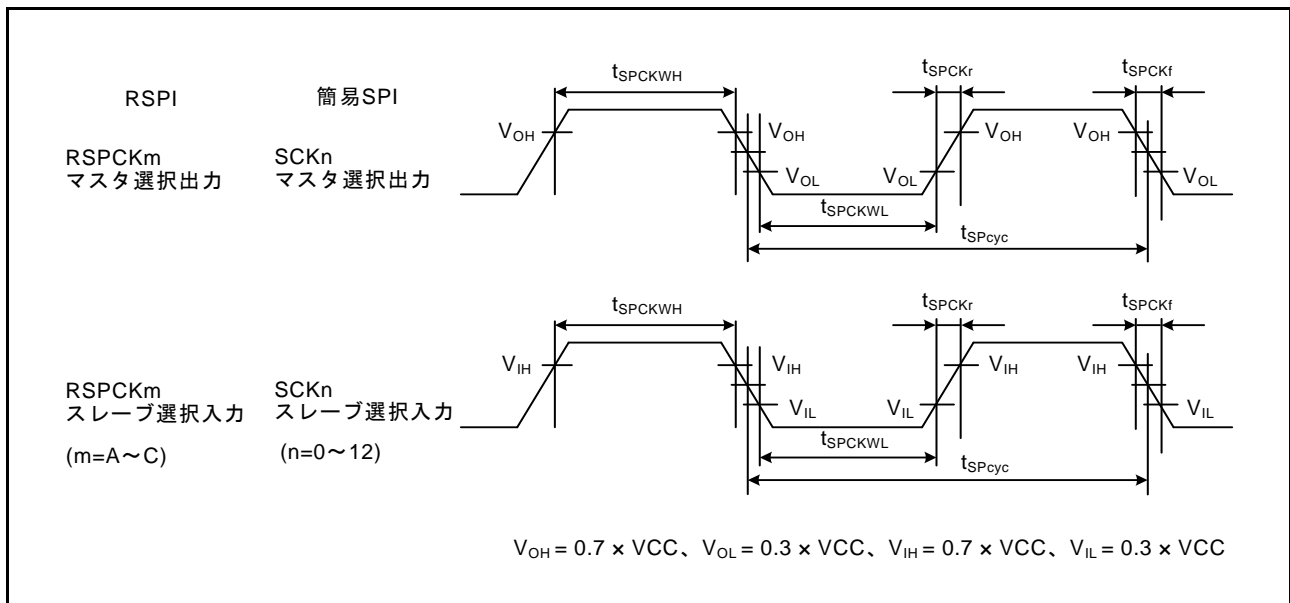 RSPI 簡易SPI
RSPCKm
マスタ選択出力
SCKn
マスタ選択出力
tSPCKWH
tSPCKr
tSPCKf
VOH
VOH
VOH
VOH
VOL
VOL
VOL
tSPCKWL
tSPcyc
RSPCKm
スレーブ選択入力
(m=A～C)
SCKn
スレーブ選択入力
(n=0～12)
tSPCKWH
tSPCKr
tSPCKf
VIH
VIH
VIH
VIH
VIL
VIL
VIL
tSPCKWL
tSPcyc
VOH = 0.7 × VCC、VOL = 0.3 × VCC、VIH = 0.7 × VCC、VIL = 0.3 × VCC